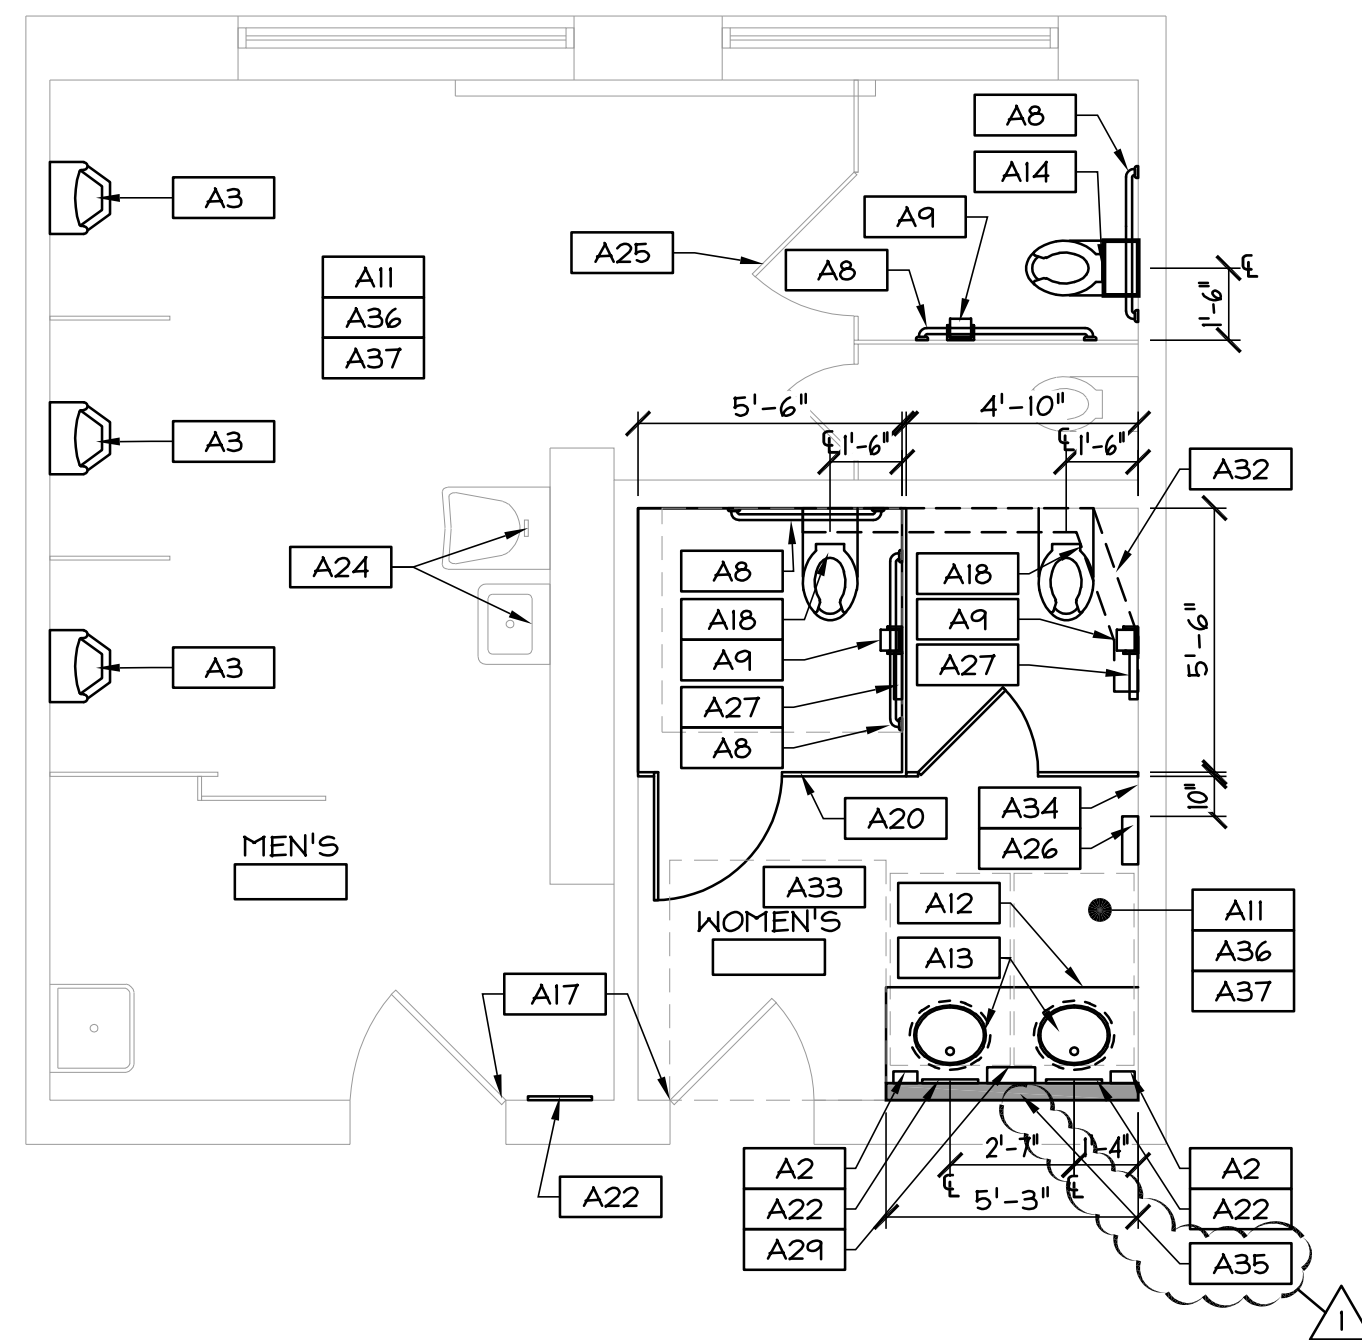 A8
A14
A3
A9
A25
A11
A36
A37
A8
℄
1'-6"
5'-6"
4'-10"
℄
1'-6"
℄
1'-6"
A3
A32
A24
A8
A18
A18
A9
A9
A27
5'-6"
A3
A27
A8
A34
10"
A20
A26
MEN'S
A33
A12
WOMEN'S
A11
A36
A37
A13
A17
2'-7"
1'-4"
A2
A2
℄
℄
A22
5'-3"
A22
A22
A29
A35
1